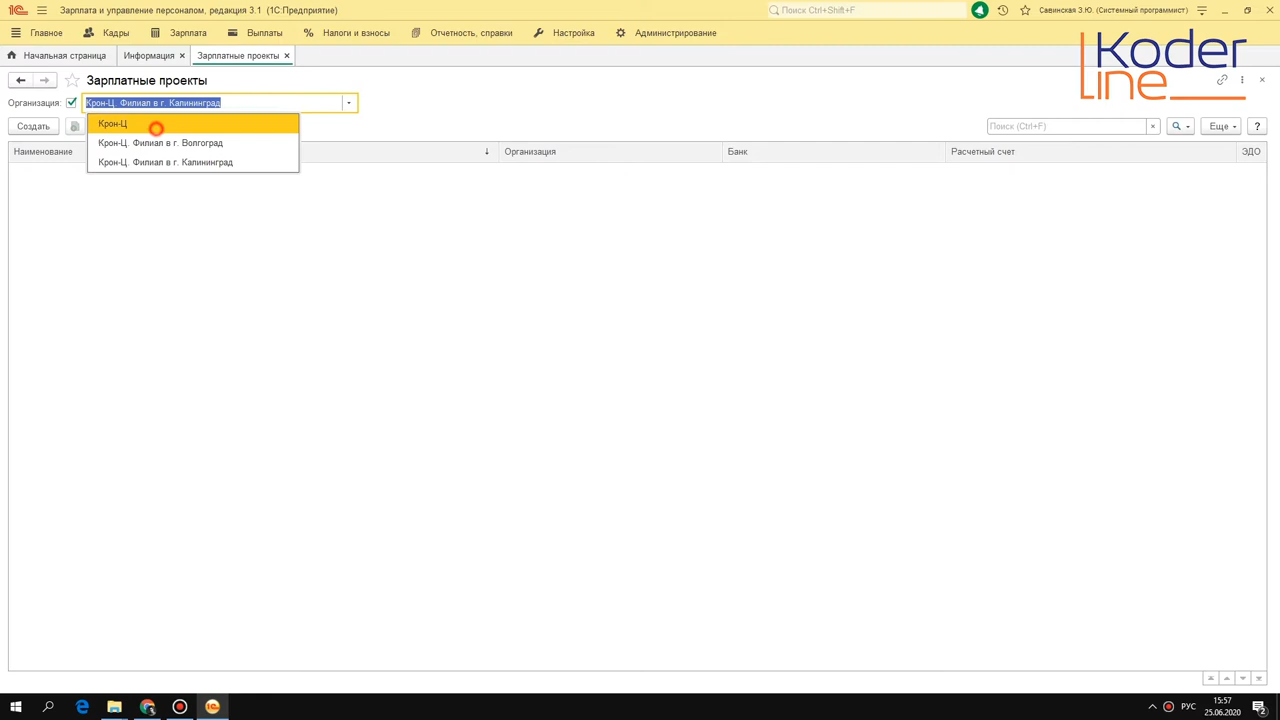 Зарплата и управление персоналом, редакция 3.1 (1С:Предприятие)
Поиск Ctrl+Shift+F
Савинская З.Ю. (Системный программист)
Главное
Кадры
Зарплата
Выплаты
Налоги и взносы
Отчетность, справки
Настройка
Администрирование
Начальная страница
Информация
Зарплатные проекты
Koder
line
Зарплатные проекты
Организация:
Крон-Ц. Филиал в г. Калининград
Крон-Ц
Крон-Ц. Филиал в г. Волгоград
Крон-Ц. Филиал в г. Калининград
Создать
Поиск (Ctrl+F)
Еще
?
Наименование
Организация
Банк
Расчетный счет
ЭДО
РУС
15:57
25.06.2020
2